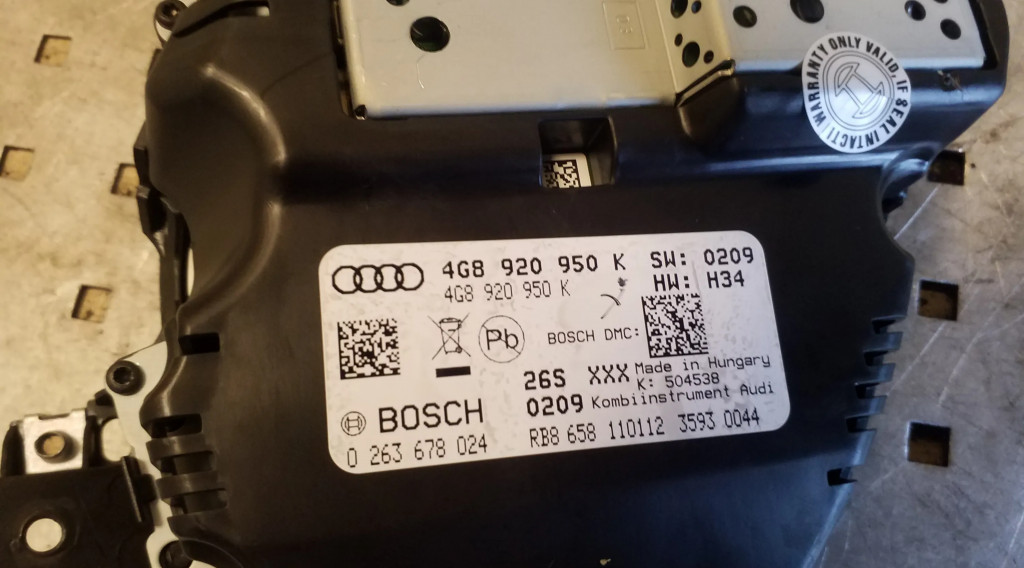 WARRANTY ONLY VALID, IF SEAL INTACT!
4G8 920 950 K
SW: 0209
4G8 920 950 K
HW: H34
Pb
BOSCH DMC:
26S XXX Made in Hungary
K: 504538
0209 Kombiinstrument Audi
BOSCH
0 263 678 024
RB8 658 110112 3593 0044